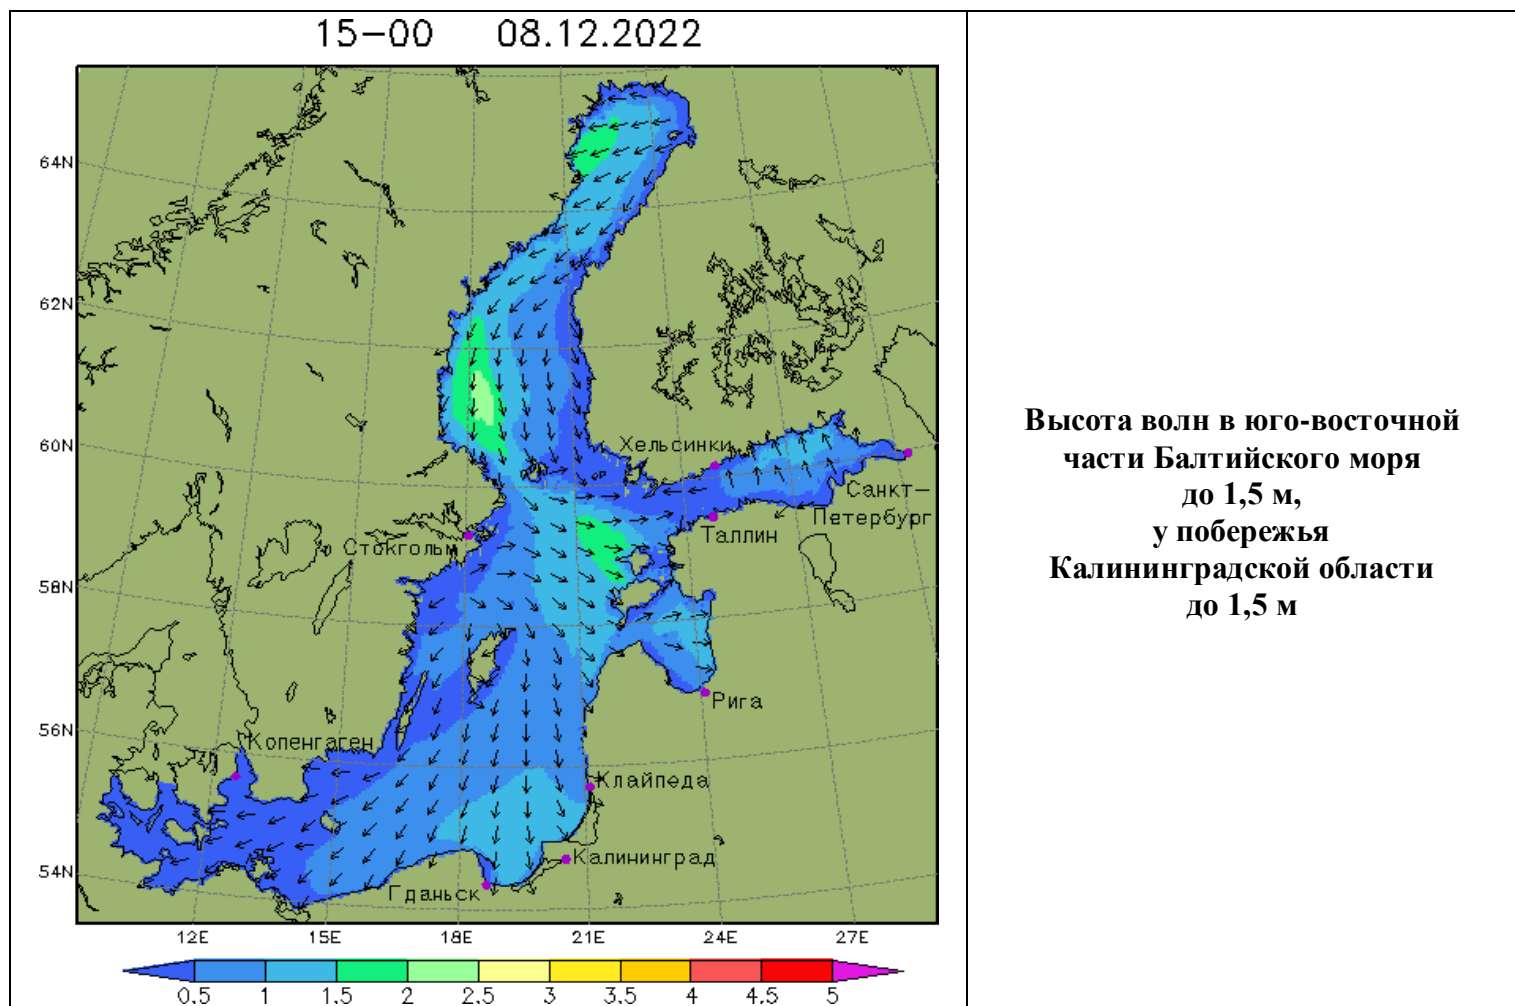 15-00 08.12.2022
64N
62N
60N
58N
56N
54N
Хельсинки
Санкт-
Петербург
Таллин
Стокгольм
Рига
Копенгаген
Клайпеда
Калининград
Гданьск
12E 15E 18E 21E 24E 27E
0,5 1 1,5 2 2,5 3 3,5 4 4,5 5
Высота волн в юго-восточной
части Балтийского моря
до 1,5 м,
у побережья
Калининградской области
до 1,5 м